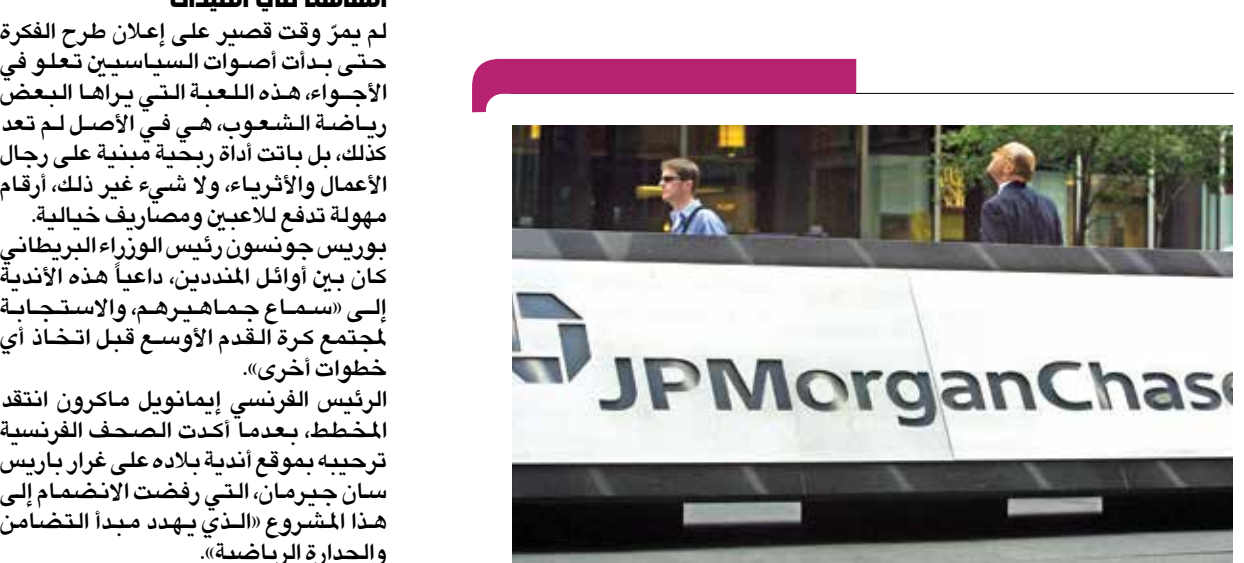 لم يمرّ وقت قصير على إعلان طرح الفكرة
حتى بدأت أصوات السياسيين تعلو في
الأجواء، هذه اللعبة التي يراها البعض
رياضة الشعوب، هي في الأصل لم تعد
كذلك، بل باتت أداة ربحية مبنية على رجال
الأعمال والأثرياء، ولا شيء غير ذلك، أرقام
مهولة تدفع للاعبين ومصاريف خيالية.
بوريس جونسون رئيس الوزراء البريطاني
كان بين أوائل المنددين، داعياً هذه الأندية
إلى «سماع جماهيرهم، والاستجابة
لمجتمع كرة القدم الأوسع قبل اتخاذ أي
خطوات أخرى».
الرئيس الفرنسي إيمانويل ماكرون انتقد
المخطط، بعدما أكدت الصحف الفرنسية
ترحيبه بموقع أندية بلاده على غرار باريس
سان جيرمان، التي رفضت الانضمام إلى
هذا المشروع «الذي يهدد مبدأ التضامن
والجدارة الرياضية».
JPMorganChase